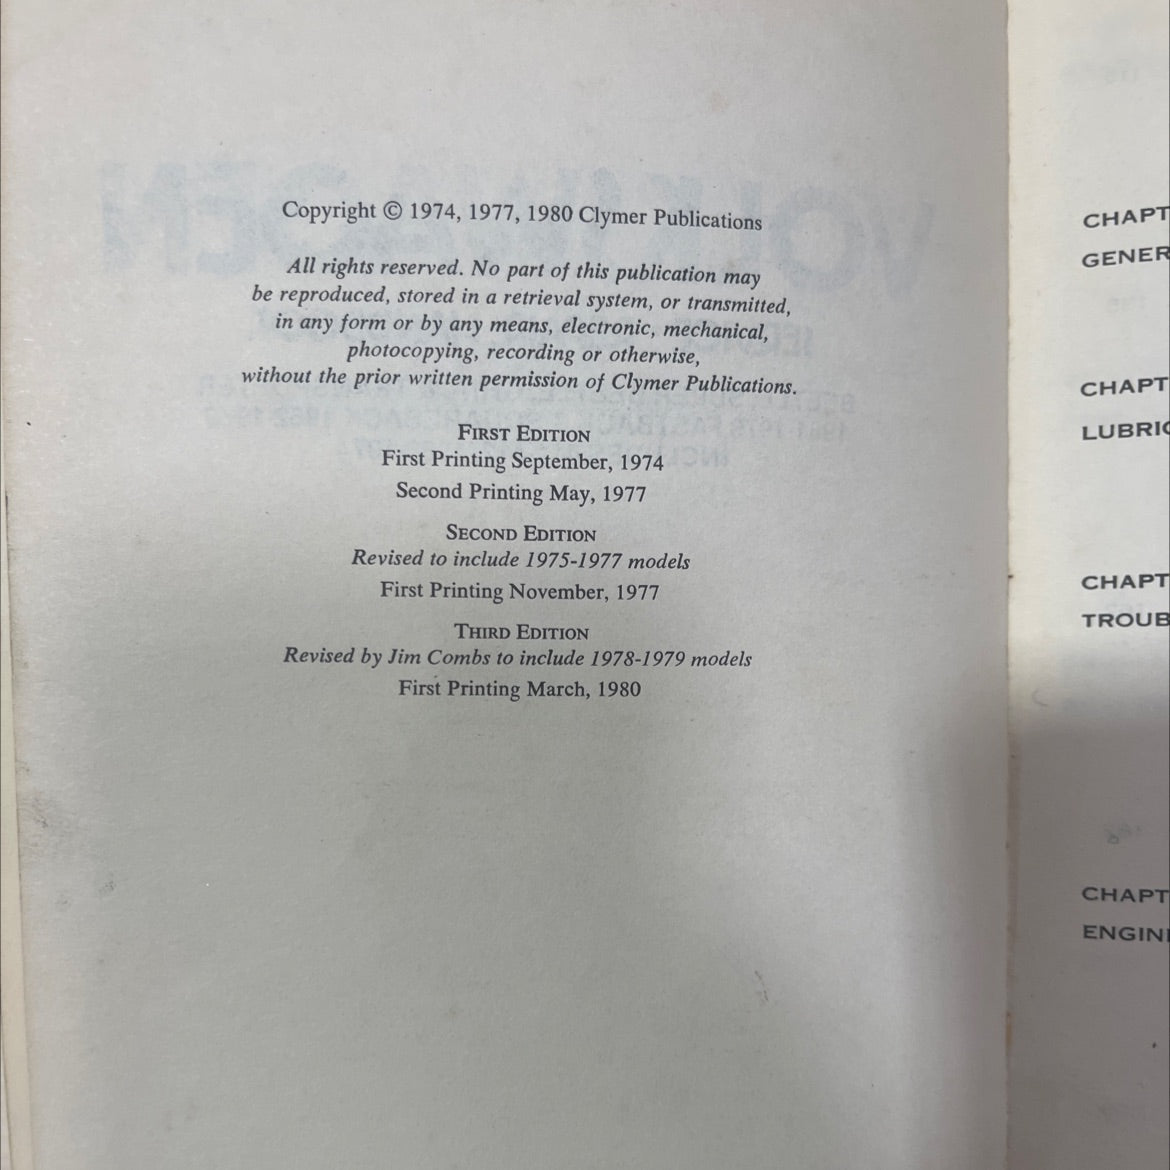 Copyright © 1974, 1977, 1980 Clymer Publications
All rights reserved. No part of this publication may
be reproduced, stored in a retrieval system, or transmitted,
in any form or by any means, electronic, mechanical,
photocopying, recording or otherwise,
without the prior written permission of Clymer Publications.
FIRST EDITION
First Printing September, 1974
Second Printing May, 1977
SECOND EDITION
Revised to include 1975-1977 models
First Printing November, 1977
THIRD EDITION
Revised by Jim Combs to include 1978-1979 models
First Printing March, 1980
CHAPT
GENER
CHAPT
LUBRIC
CHAPT
TROUB
CHAPT
ENGIN